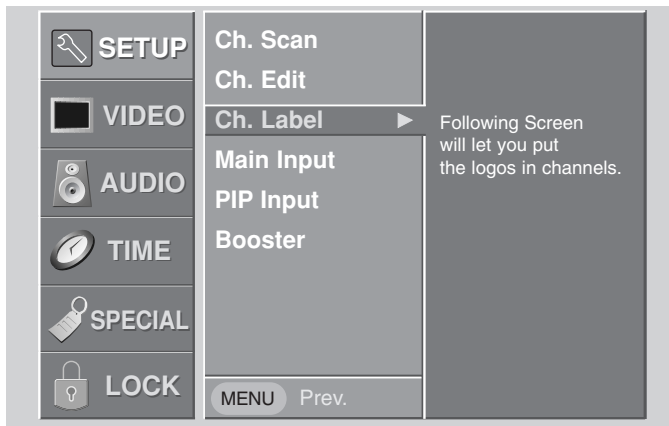 SETUP
VIDEO
AUDIO
TIME
SPECIAL
LOCK
Ch. Scan
Ch. Edit
Ch. Label ►
Main Input
PIP Input
Booster
MENU Prev.
Following Screen
will let you put
the logos in channels.